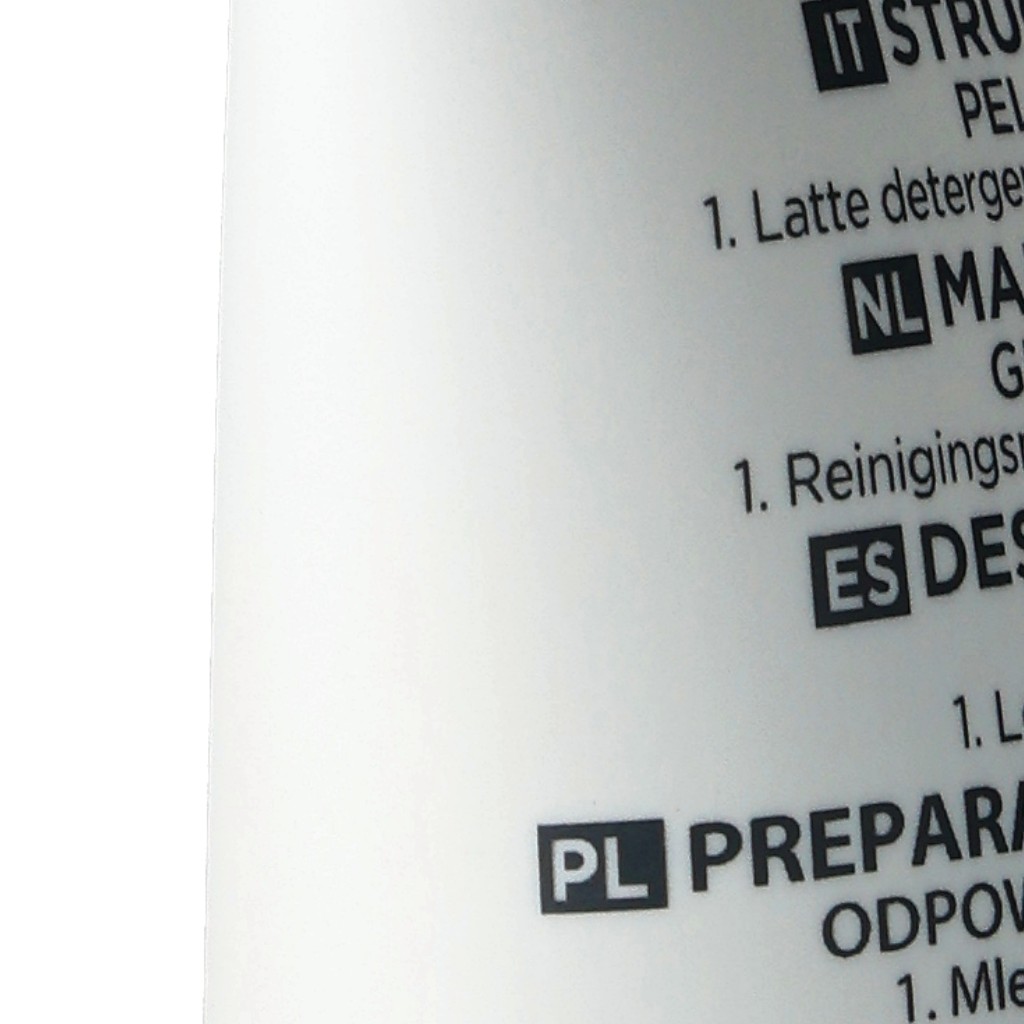 IT STRU
PEL
1. Latte deterge
NL MA
G
1. Reinigings
ES DES
1. L
PL PREPARA
ODPOW
1. Mle